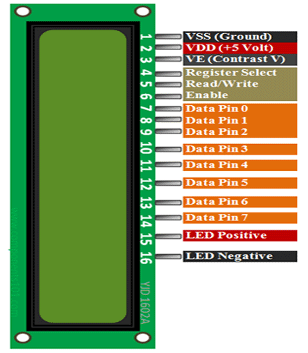 1 VSS (Ground)
2 VDD (+5 Volt)
3 VE (Contrast V)
4 Register Select
5 Read/Write
6 Enable
7 Data Pin 0
8 Data Pin 1
9 Data Pin 2
10 Data Pin 3
11 Data Pin 4
12 Data Pin 5
13 Data Pin 6
14 Data Pin 7
15 LED Positive
16 LED Negative
YJD 1602A